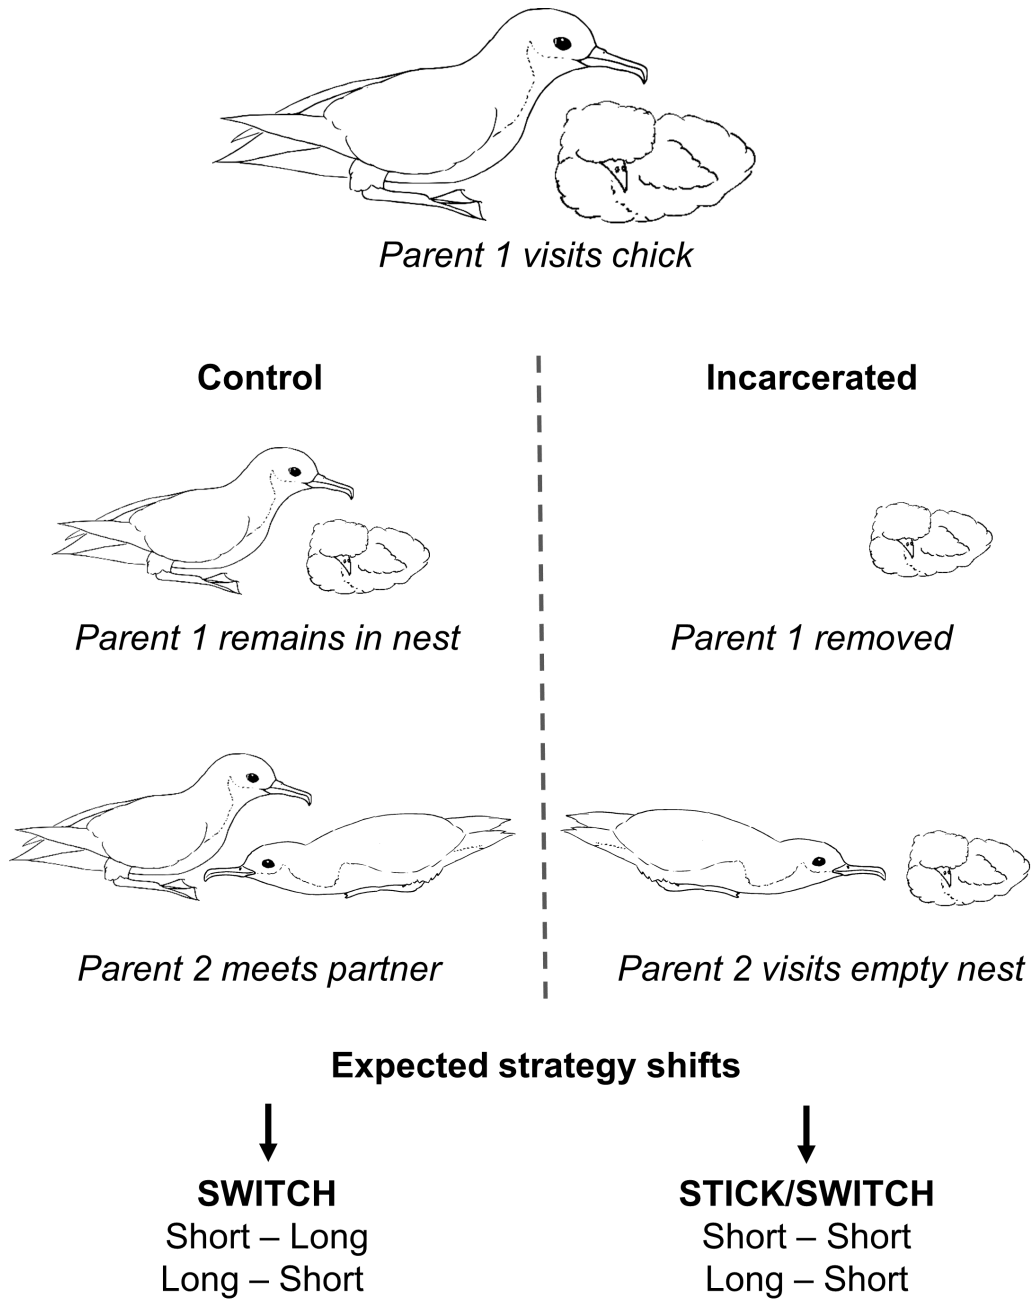 Parent 1 visits chick
Control
Incarcerated
Parent 1 remains in nest
Parent 1 removed
Parent 2 meets partner
Parent 2 visits empty nest
Expected strategy shifts
SWITCH
Short – Long
Long – Short
STICK/SWITCH
Short – Short
Long – Short